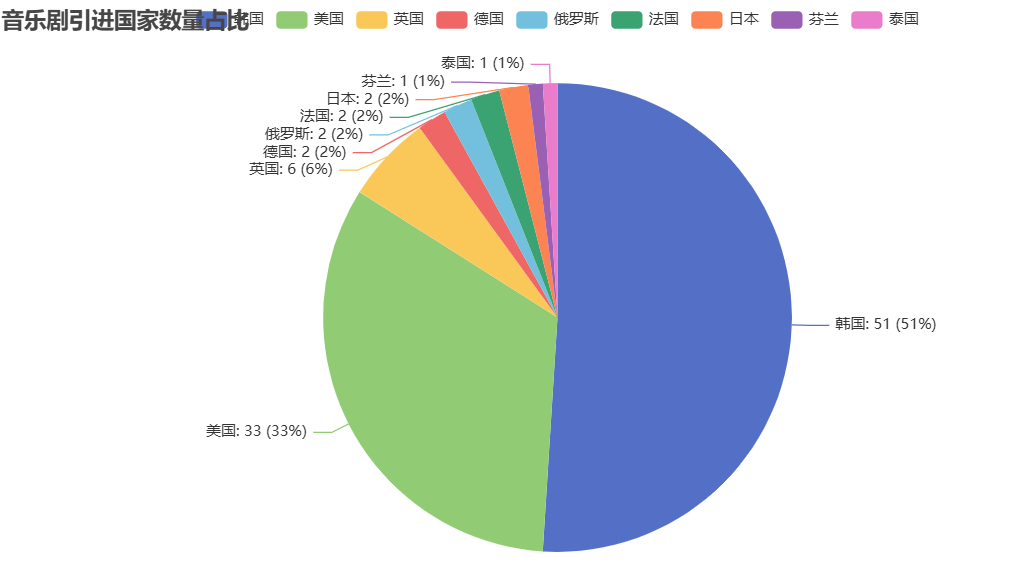 音乐剧引进国家数量占比
韩国
美国
英国
德国
俄罗斯
法国
日本
芬兰
泰国
泰国: 1 (1%)
芬兰: 1 (1%)
日本: 2 (2%)
法国: 2 (2%)
俄罗斯: 2 (2%)
德国: 2 (2%)
英国: 6 (6%)
韩国: 51 (51%)
美国: 33 (33%)